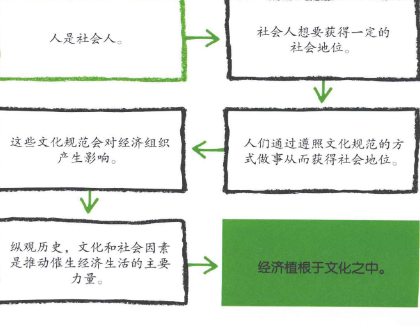 人是社会人。
社会人想要获得一定的
社会地位。
人们通过遵照文化规范的方
式做事从而获得社会地位。
这些文化规范会对经济组织
产生影响。
纵观历史，文化和社会因素
是推动催生经济生活的主要
力量。
经济植根于文化之中。